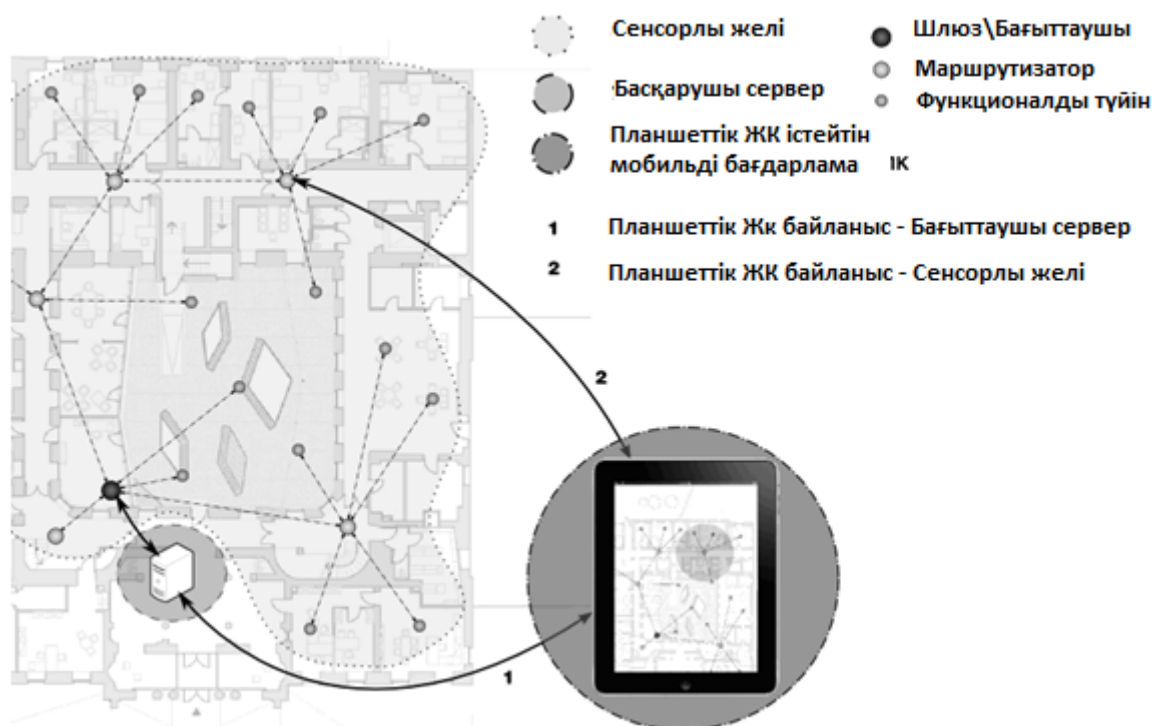 Сенсорлы желі
Шлюз\Бағыттаушы
Басқарушы сервер
Маршрутизатор
Функционалды түйін
Планшеттік ЖК істейтін
мобильді бағдарлама ІК
1 Планшеттік Жк байланыс - Бағыттаушы сервер
2 Планшеттік ЖК байланыс - Сенсорлы желі
2
1